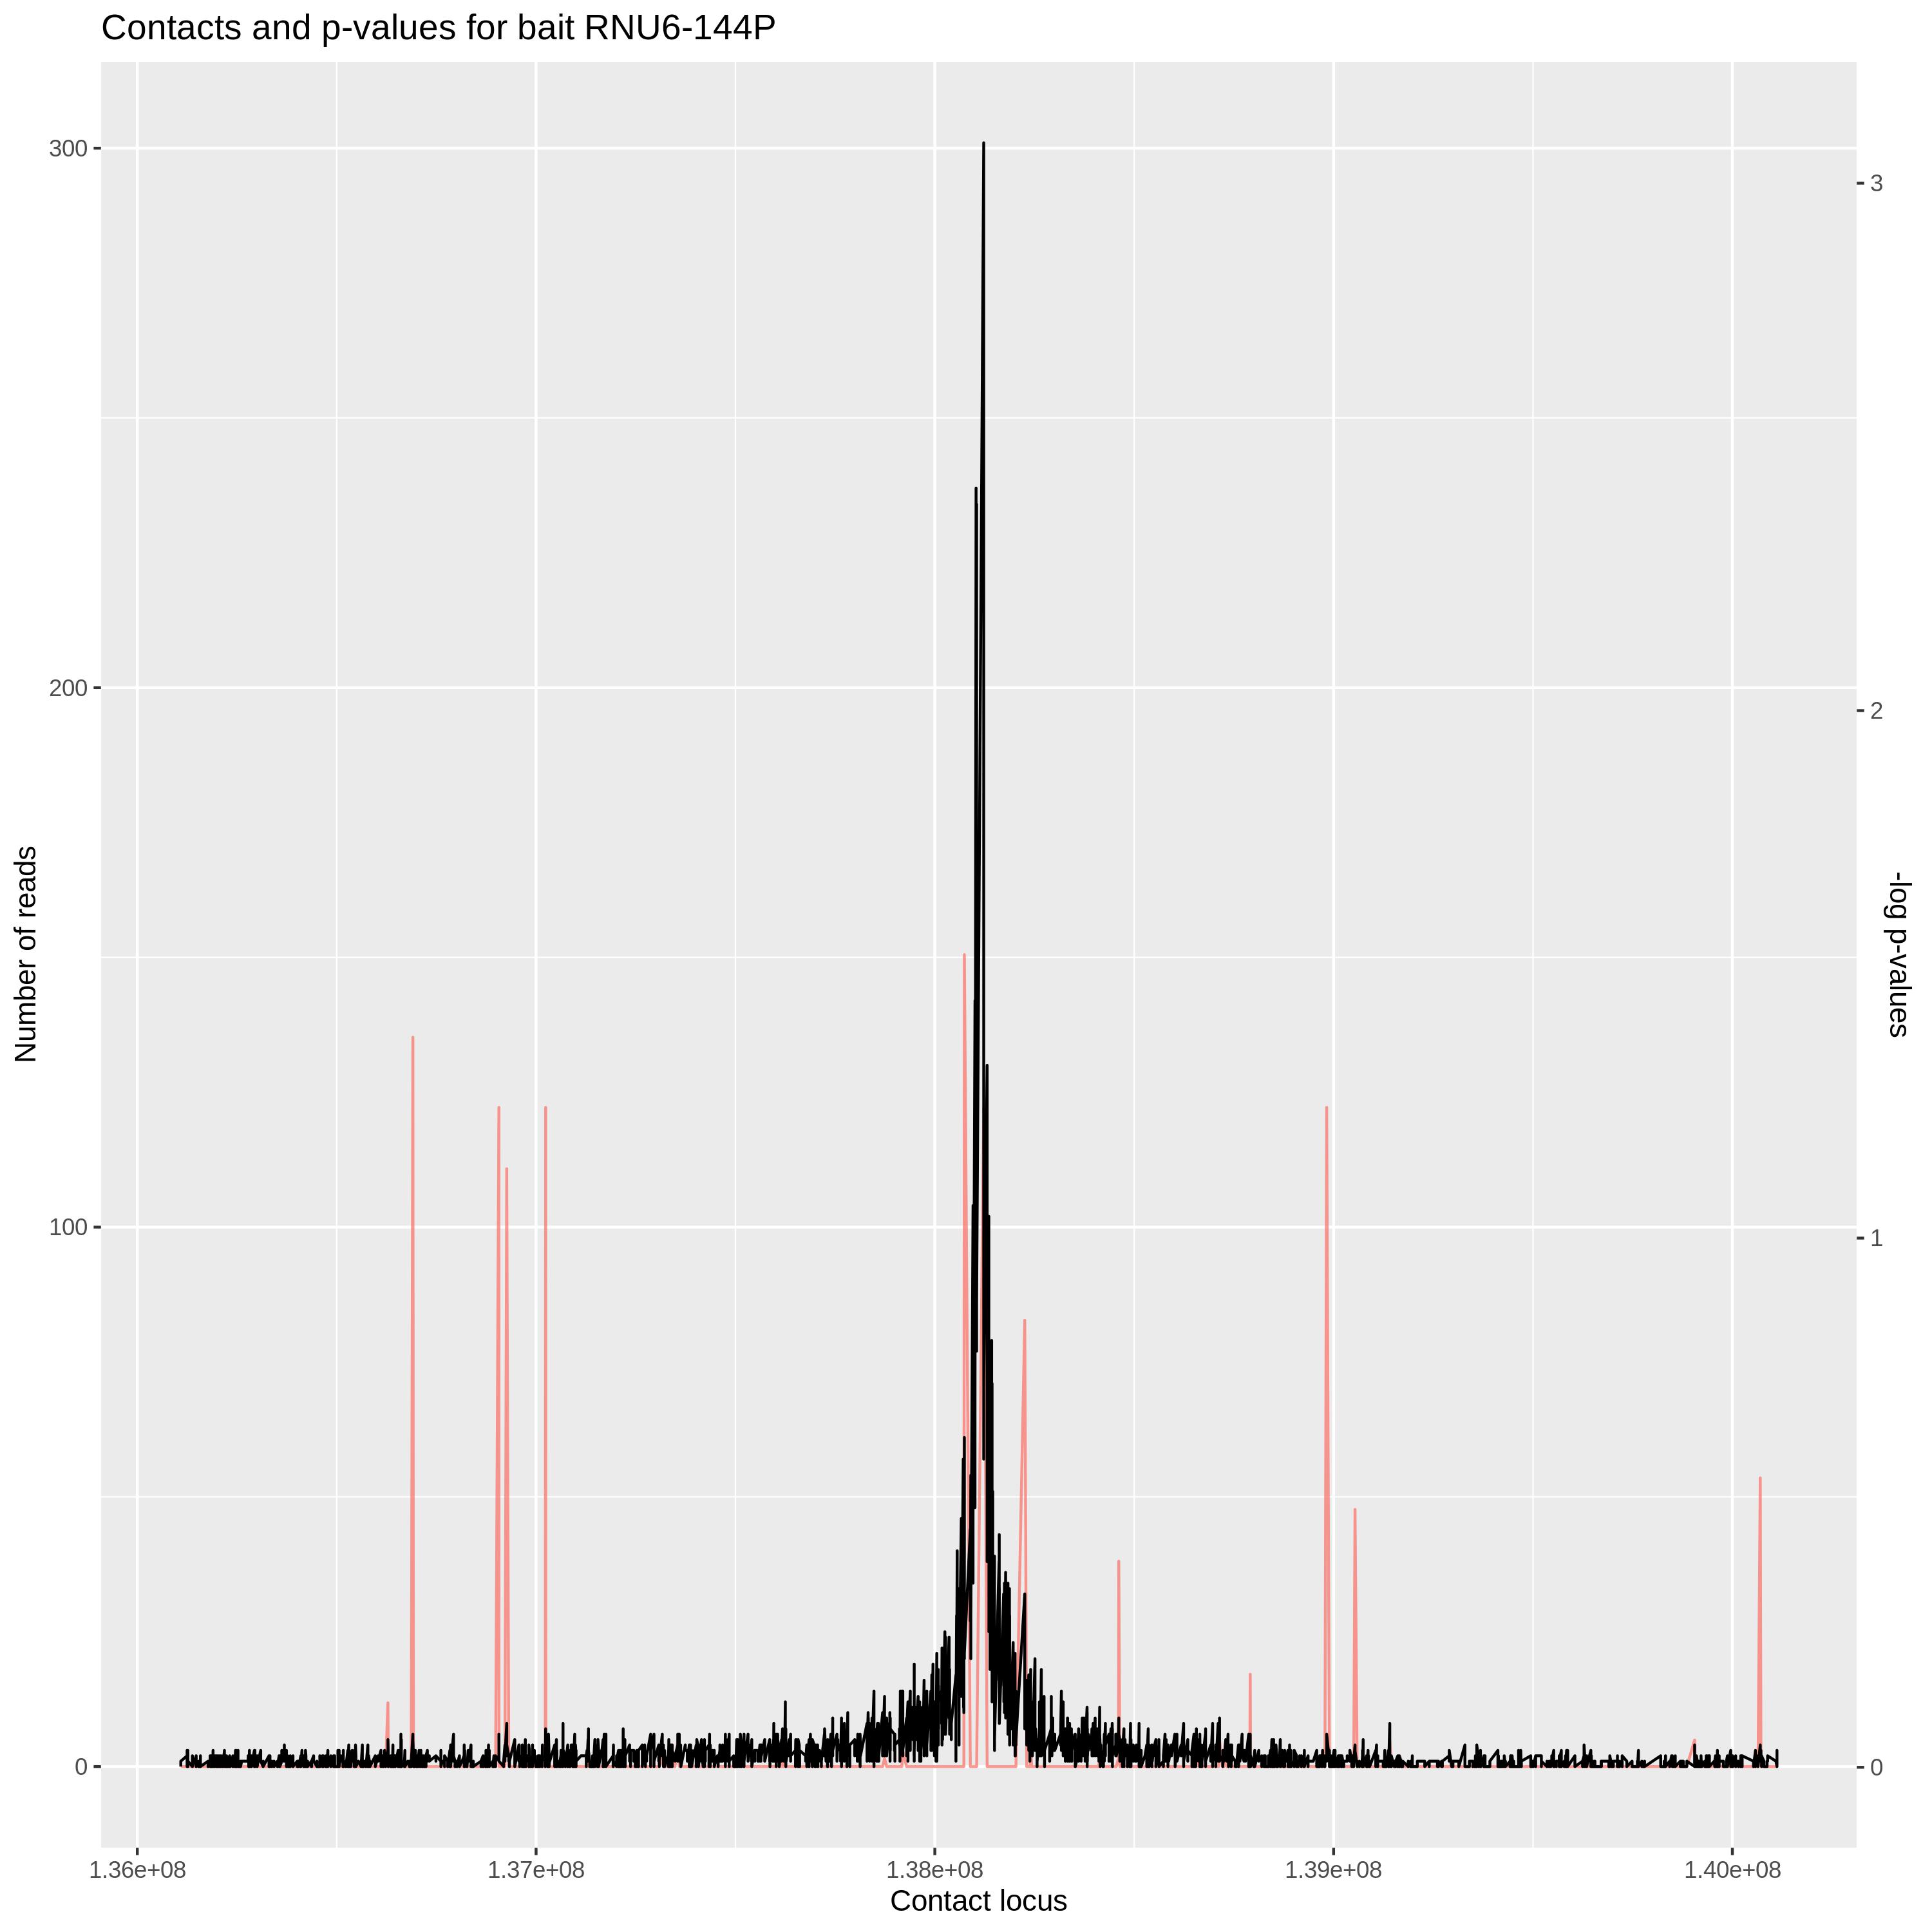 Contacts and p-values for bait RNU6-144P
300
200
100
0
Number of reads
3
2
1
0
-log p-values
1.36e+08
1.37e+08
1.38e+08
1.39e+08
1.40e+08
Contact locus